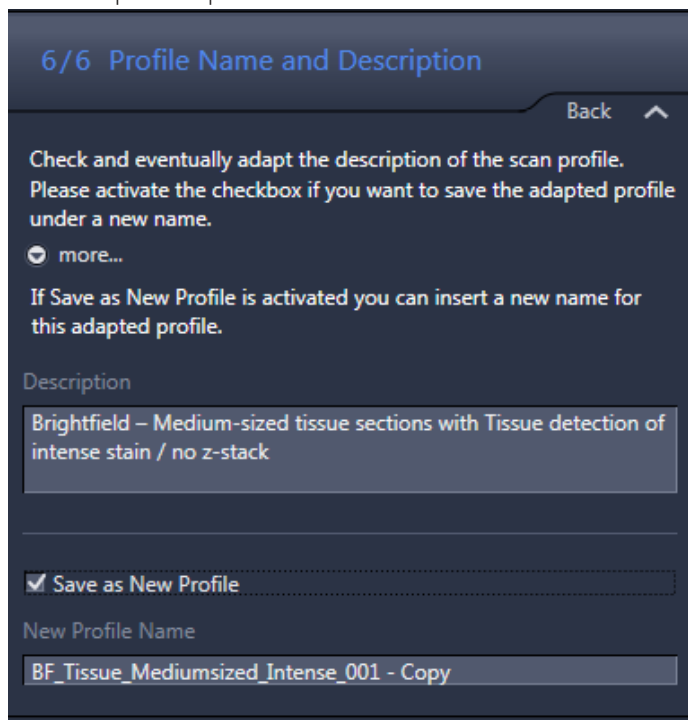 6/6 Profile Name and Description
Back
Check and eventually adapt the description of the scan profile.
Please activate the checkbox if you want to save the adapted profile
under a new name.
more...
If Save as New Profile is activated you can insert a new name for
this adapted profile.
Description
Brightfield – Medium-sized tissue sections with Tissue detection of
intense stain / no z-stack
Save as New Profile
New Profile Name
BF_Tissue_Mediumsized_Intense_001 - Copy